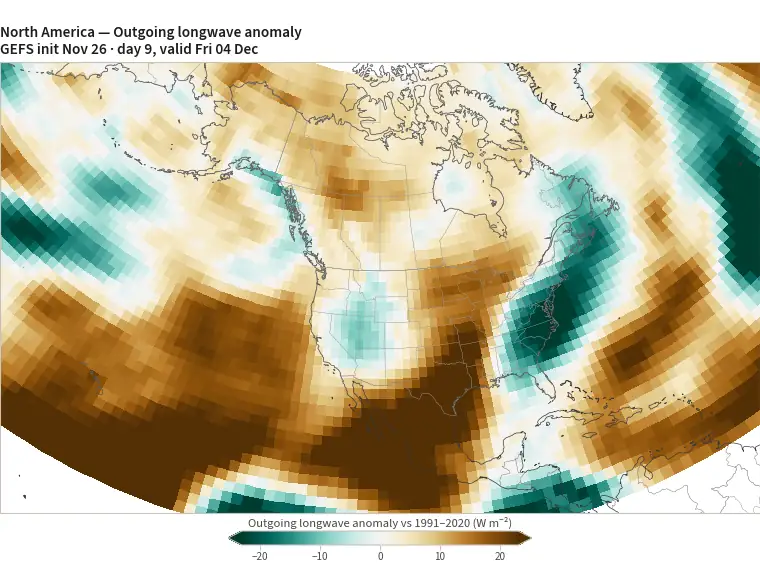 North America — Outgoing longwave anomaly
GEFS init Nov 26 · day 9, valid Fri 04 Dec
Outgoing longwave anomaly vs 1991–2020 (W m⁻²)
−20 −10 0 10 20